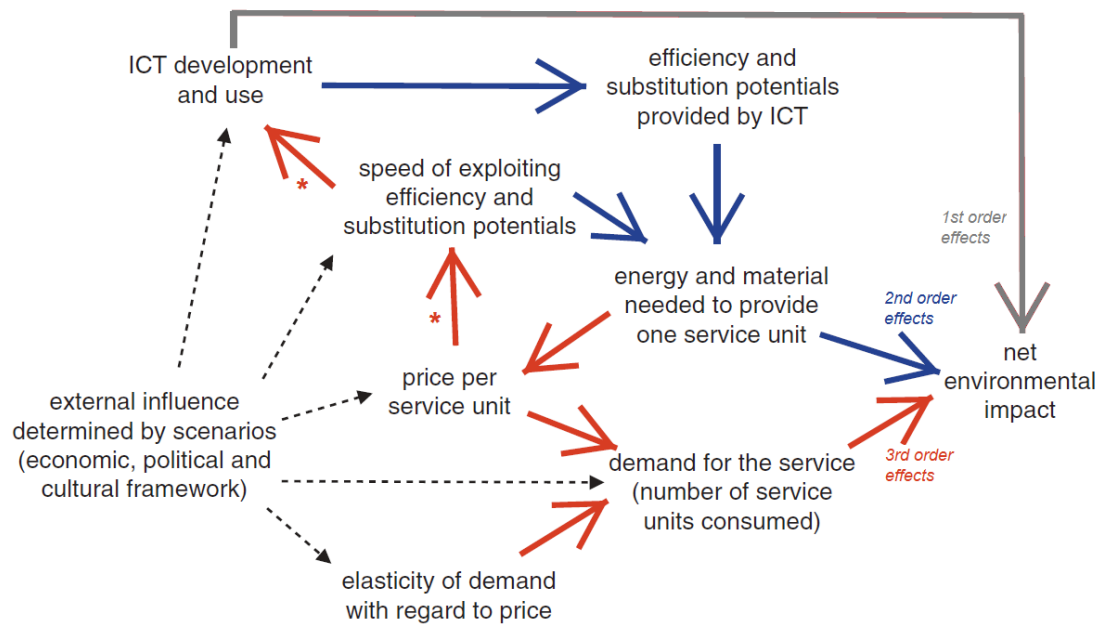 ICT development
and use
efficiency and
substitution potentials
provided by ICT
*
speed of exploiting
efficiency and
substitution potentials
1st order
effects
energy and material
needed to provide
one service unit
2nd order
effects
*
net
environmental
impact
price per
service unit
external influence
determined by scenarios
(economic, political and
cultural framework)
demand for the service
(number of service
units consumed)
3rd order
effects
elasticity of demand
with regard to price